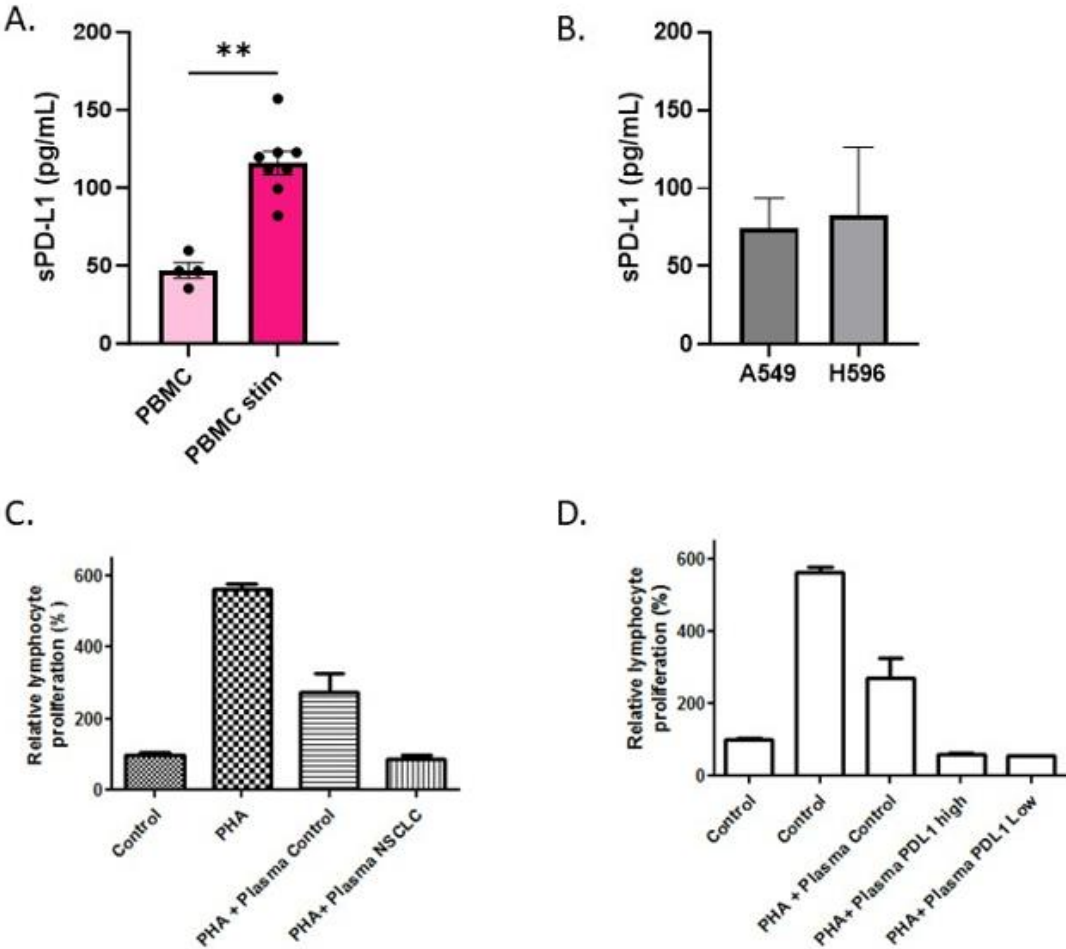 A.
sPD-L1 (pg/mL)
200
150
100
50
0
**
PBMC
PBMC stim
B.
sPD-L1 (pg/mL)
200
150
100
50
0
A549
H596
C.
Relative lymphocyte
proliferation (% )
600
400
200
0
Control
PHA
PHA + Plasma Control
PHA+ Plasma NSCLC
D.
Relative lymphocyte
proliferation (%)
600
400
200
0
Control
Control
PHA + Plasma Control
PHA+ Plasma PDL1 high
PHA+ Plasma PDL1 Low